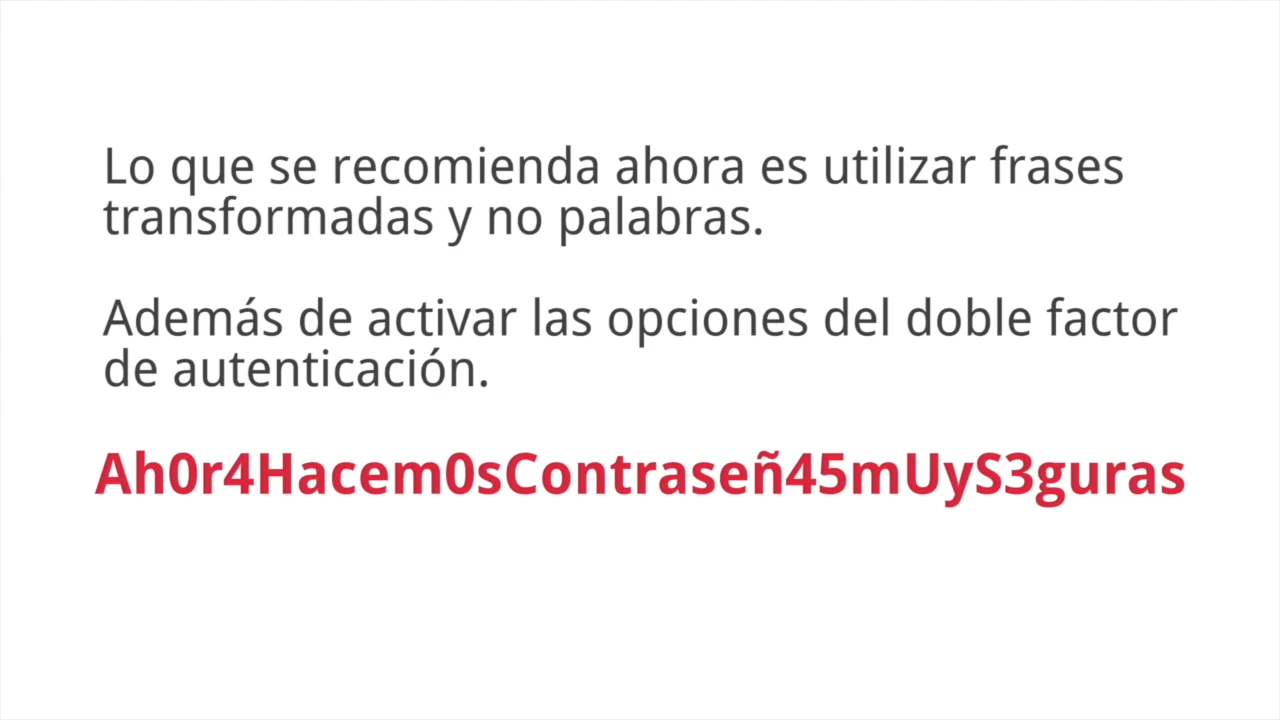 Lo que se recomienda ahora es utilizar frases
transformadas y no palabras.
Además de activar las opciones del doble factor
de autenticación.
Ah0r4Hacem0sContraseñ45mUyS3guras